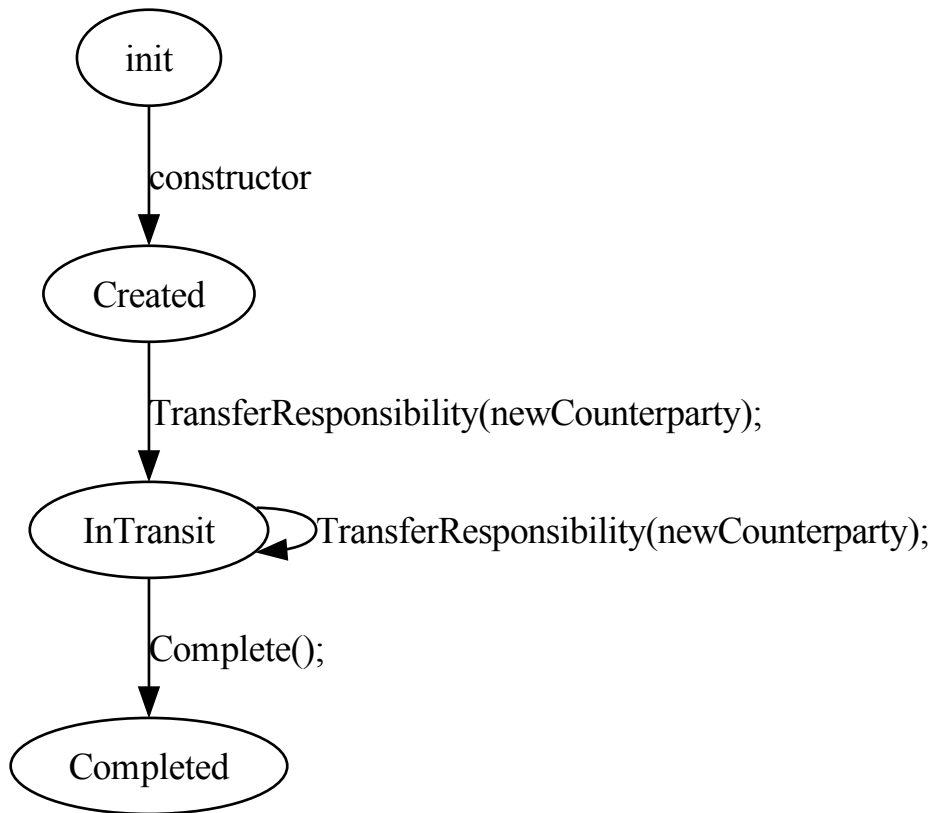 init
constructor
Created
TransferResponsibility(newCounterparty);
InTransit
TransferResponsibility(newCounterparty);
Complete();
Completed